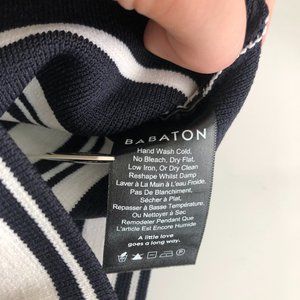 BABATON
Hand Wash Cold,
No Bleach, Dry Flat.
Low Iron, Or Dry Clean
Reshape Whilst Damp
Laver à La Main à L'eau Froide,
Pas De Blanchiment,
Sécher à Plat,
Repasser à Basse Température,
Ou Nettoyer à Sec
Remodeler Pendant Que
L'article Est Encore Humide
A little love
goes a long way.